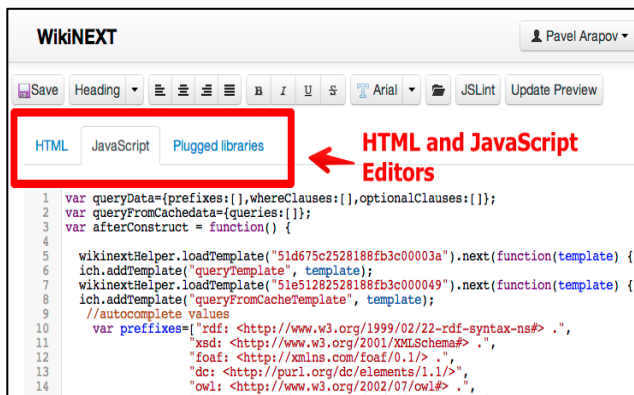 WikiNEXT
Pavel Arapov
Save Heading B I U S Arial JSLint Update Preview
HTML JavaScript Plugged libraries
HTML and JavaScript
Editors
1 var queryData={prefixes:[],whereClauses:[],optionalClauses:[]};
2 var queryFromCachedata={queries:[]};
3 var afterConstruct = function() {
4
5 wikinextHelper.loadTemplate("51d675c2528188fb3c00003a").next(function(template) {
6 ich.addTemplate("queryTemplate", template);
7 wikinextHelper.loadTemplate("51e51282528188fb3c000049").next(function(template) {
8 ich.addTemplate("queryFromCacheTemplate", template);
9 //autocomplete values
10 var preffixes=["rdf: <http://www.w3.org/1999/02/22-rdf-syntax-ns#> .",
11 "xsd: <http://www.w3.org/2001/XMLSchema#> .",
12 "foaf: <http://xmlns.com/foaf/0.1/> .",
13 "dc: <http://purl.org/dc/elements/1.1/>",
14 "owl: <http://www.w3.org/2002/07/owl#> .",